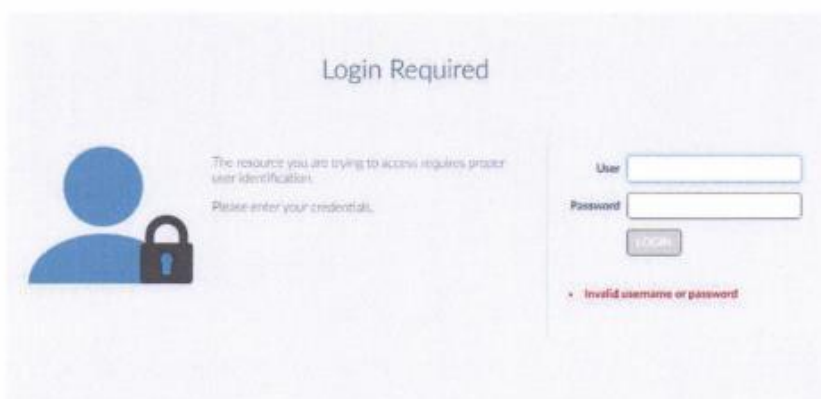 Login Required
The resource you are trying to access requires proper
user identification.
Please enter your credentials.
User
Password
LOGIN
• Invalid username or password